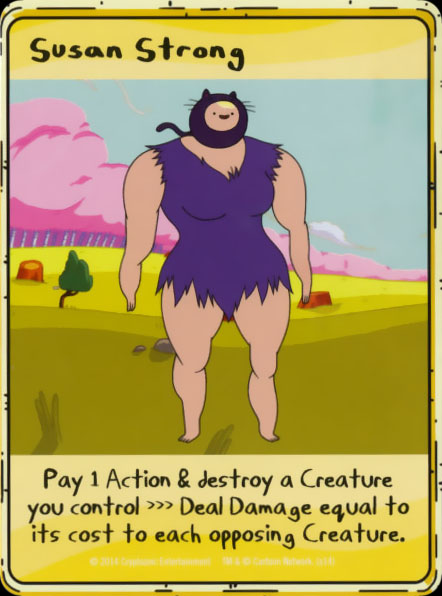 Susan Strong
Pay 1 Action & destroy a Creature
you control >>> Deal Damage equal to
its cost to each opposing Creature.
© 2014 Cryptozoic Entertainment TM & © Cartoon Network. (s14)